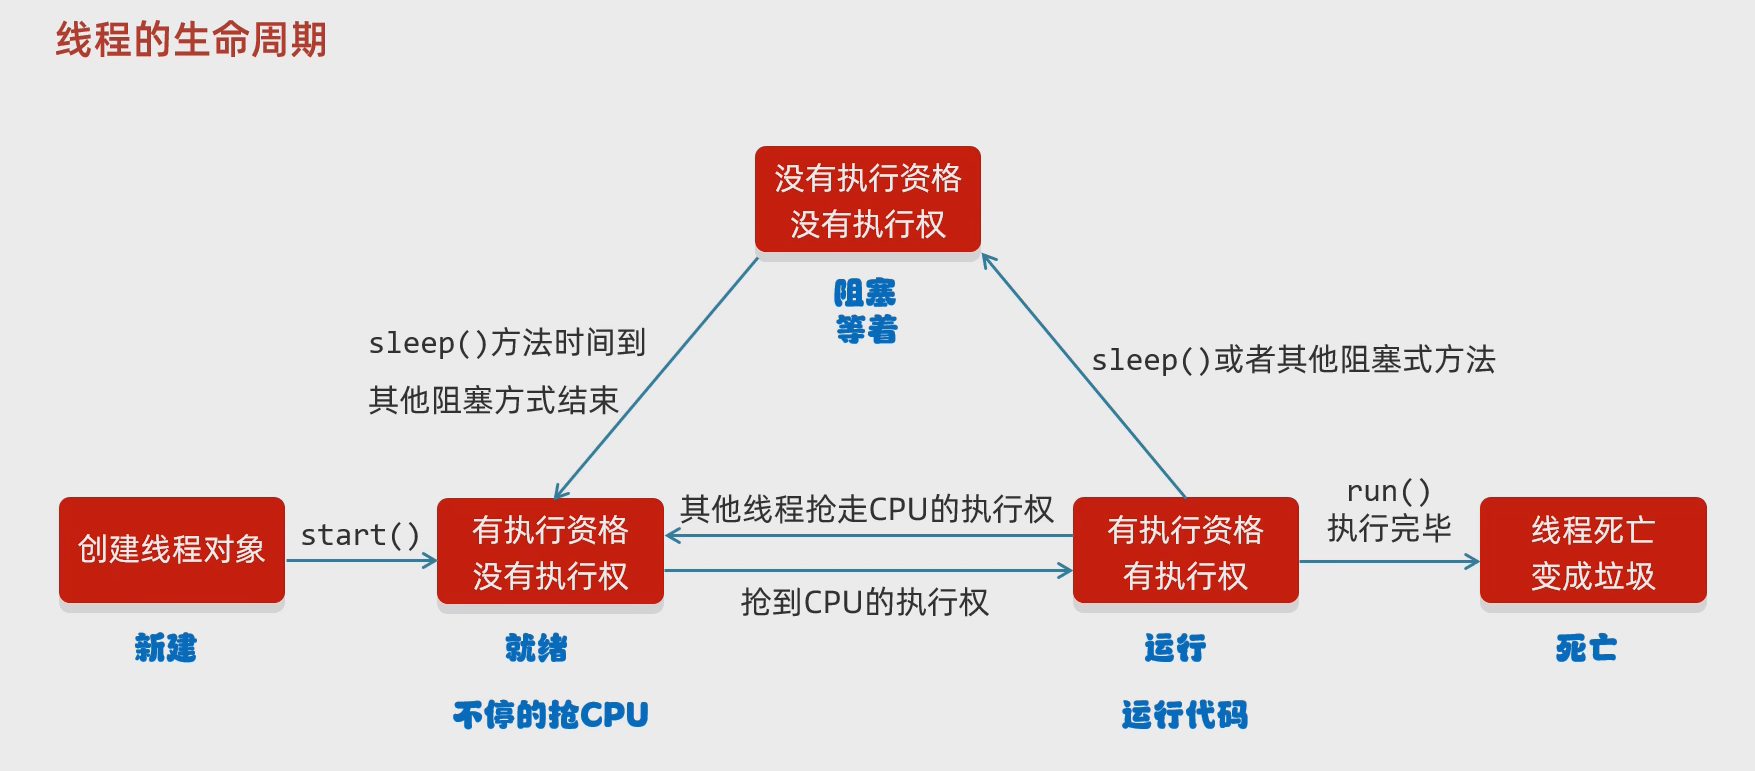 线程的生命周期
没有执行资格
没有执行权
阻塞
等着
sleep()方法时间到
其他阻塞方式结束
sleep()或者其他阻塞式方法
创建线程对象
新建
start()
有执行资格
没有执行权
就绪
不停的抢CPU
其他线程抢走CPU的执行权
抢到CPU的执行权
有执行资格
有执行权
运行
运行代码
run()
执行完毕
线程死亡
变成垃圾
死亡